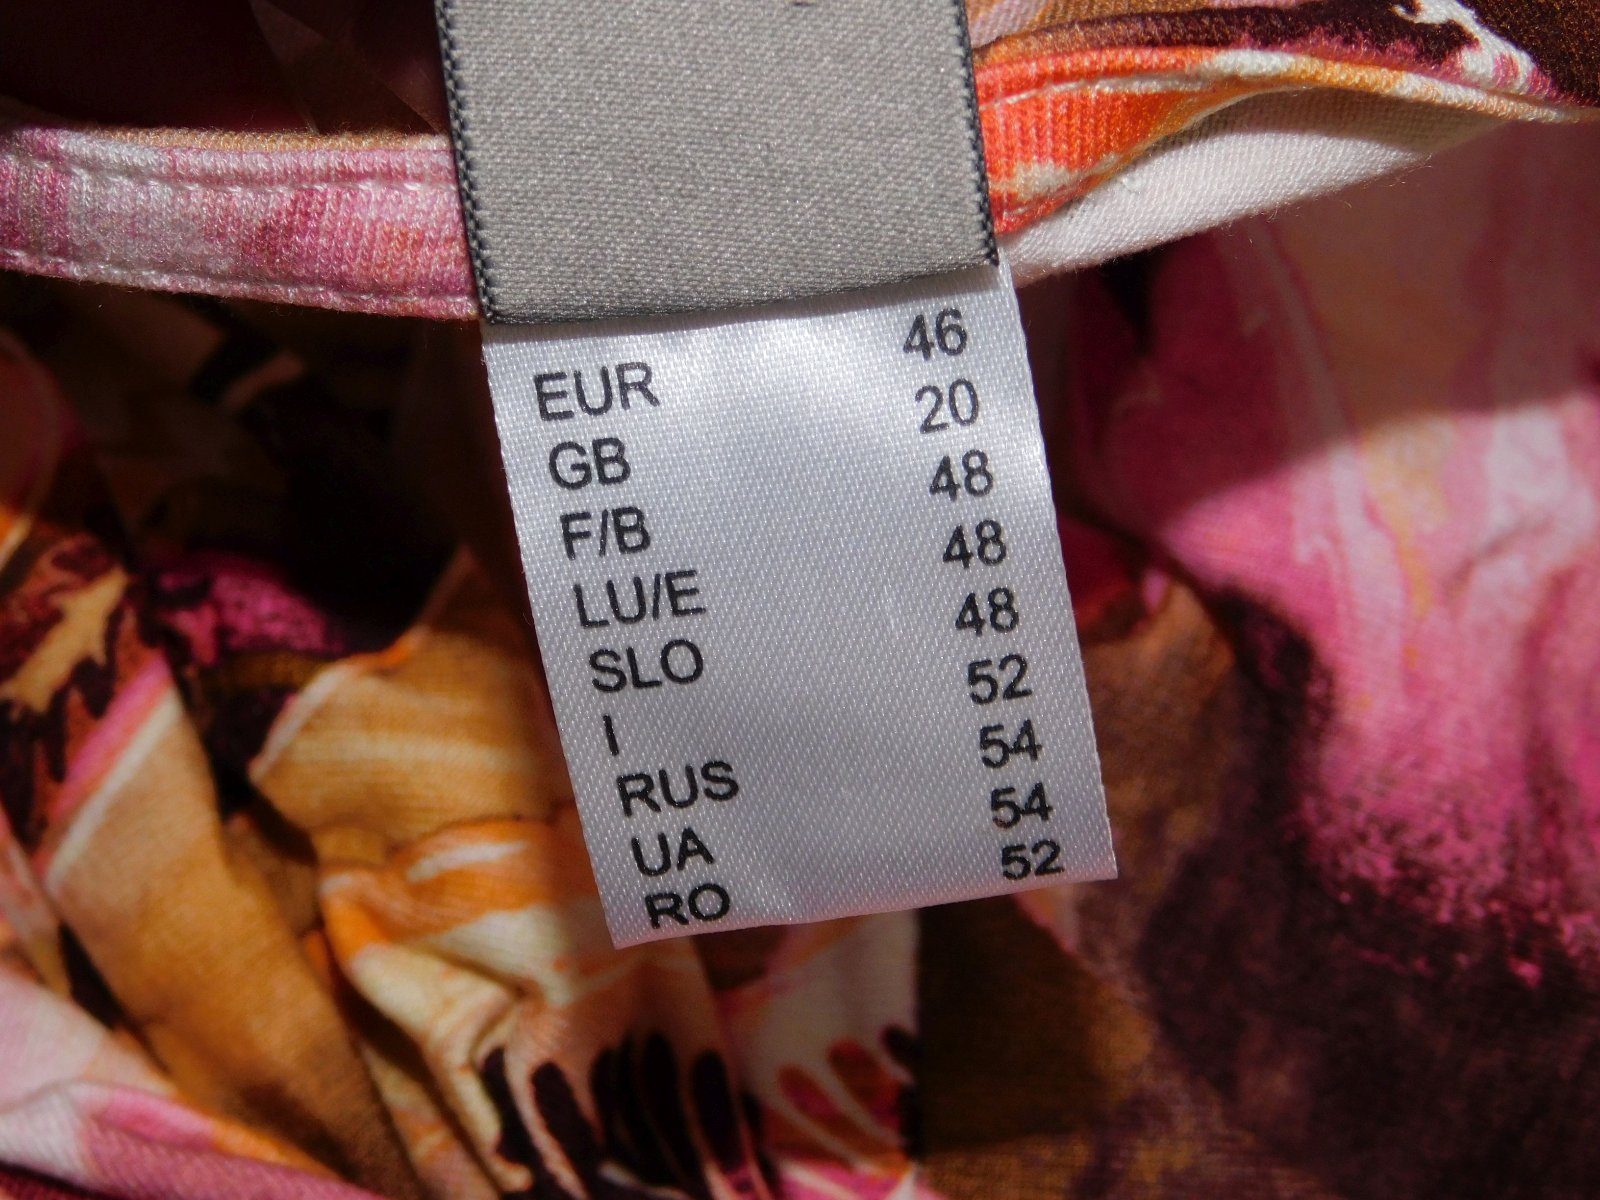 EUR 46
GB 20
F/B 48
LU/E 48
SLO 48
I 52
RUS 54
UA 54
RO 52